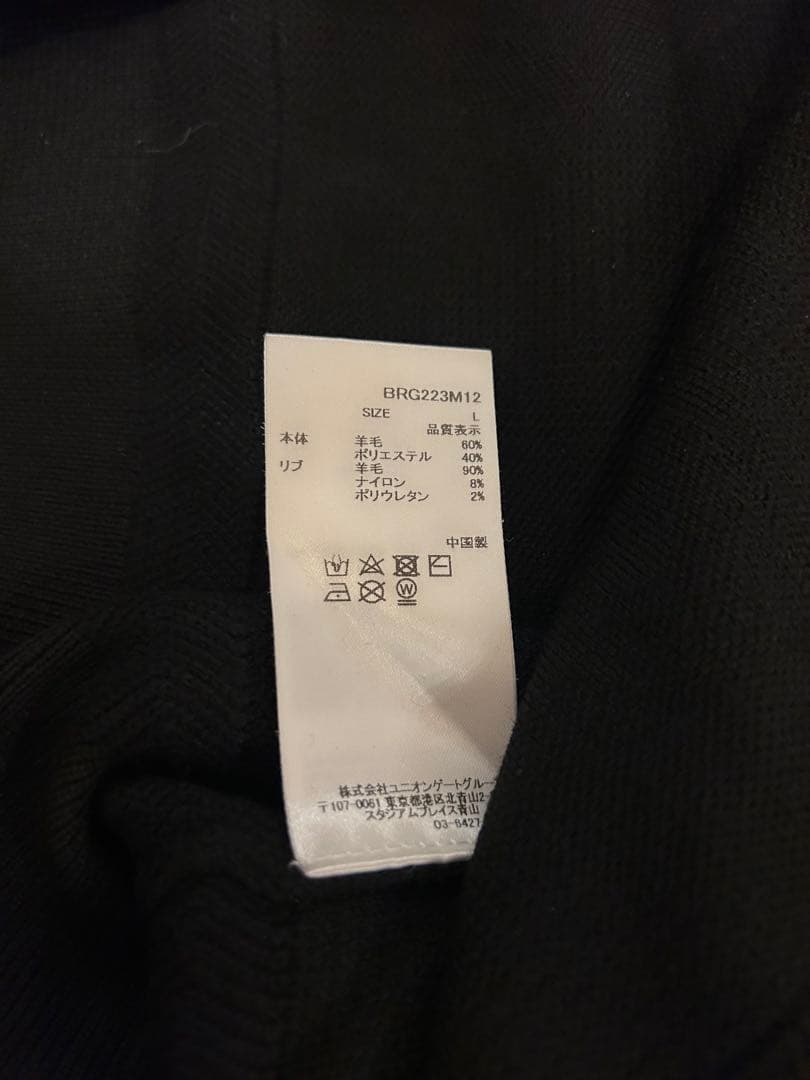 BRG223M12
SIZE L
品質表示
本体 羊毛 60%
ポリエステル 40%
リブ 羊毛 90%
ナイロン 8%
ポリウレタン 2%
中国製
W
株式会社ユニオンゲートグルー
〒107-0061 東京都港区北青山2-
スタジアムプレイス青山
03-6427